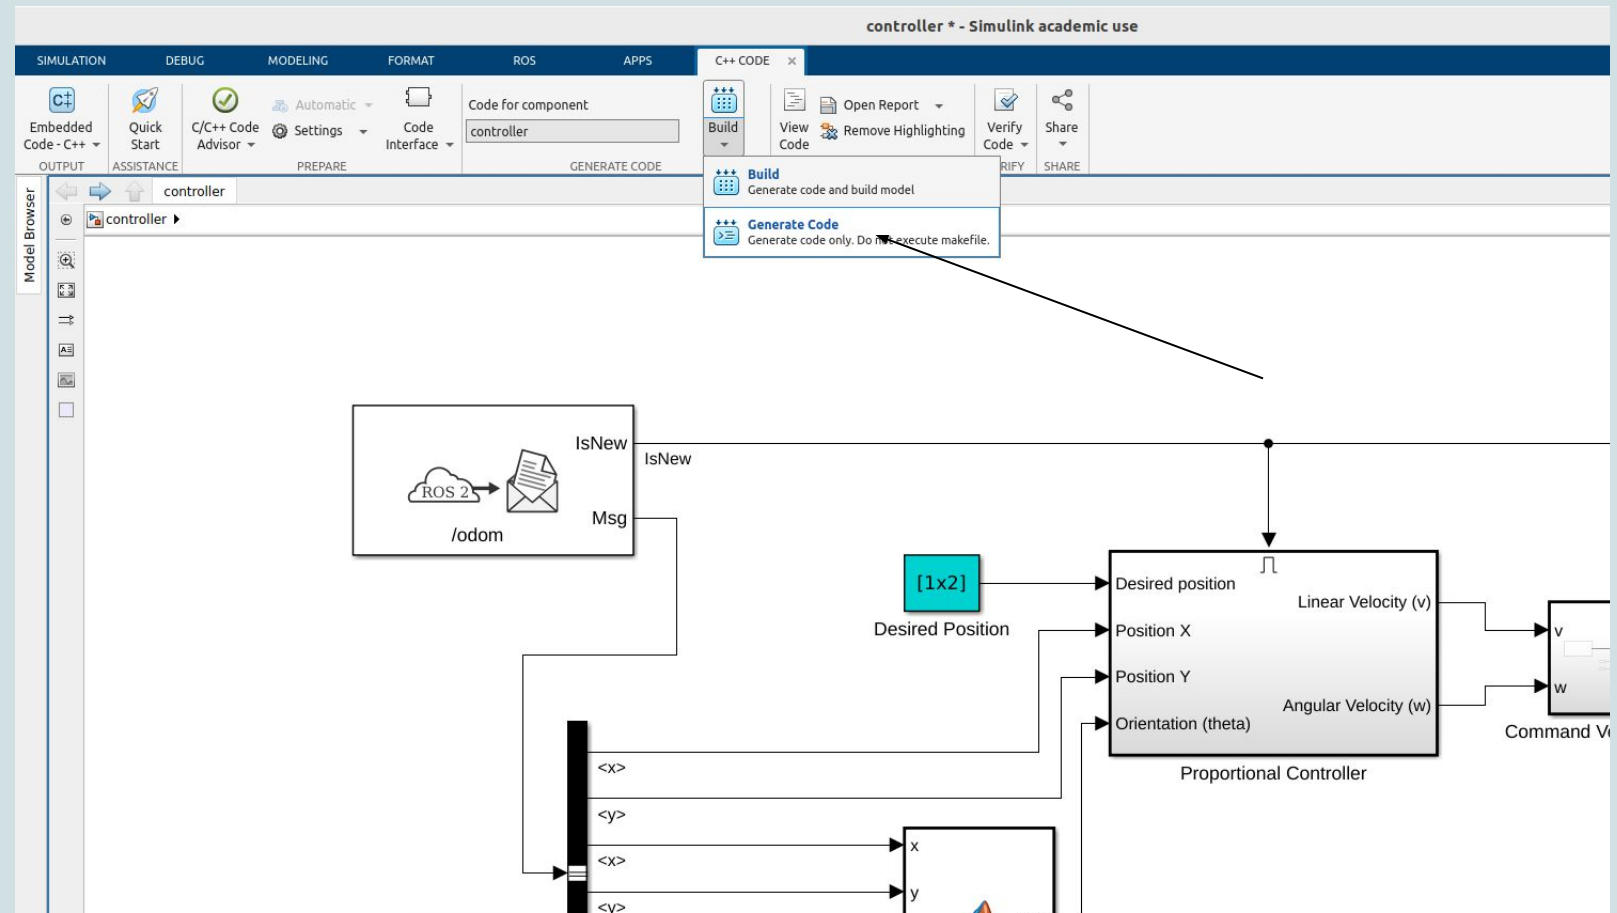 controller * - Simulink academic use
SIMULATION DEBUG MODELING FORMAT ROS APPS C++ CODE
Embedded Code - C++
Quick Start
C/C++ Code Advisor
Automatic
Settings
Code Interface
Code for component
controller
Build
View Code
Open Report
Remove Highlighting
Verify Code
Share
OUTPUT ASSISTANCE PREPARE GENERATE CODE RIFY SHARE
Build
Generate code and build model
Generate Code
Generate code only. Do not execute makefile.
Model Browser
controller
controller
IsNew
IsNew
ROS 2
Msg
/odom
[1x2]
Desired Position
Desired position
Position X
Position Y
Orientation (theta)
Linear Velocity (v)
Angular Velocity (w)
Proportional Controller
v
w
Command
<x>
<y>
<x>
<y>
x
y